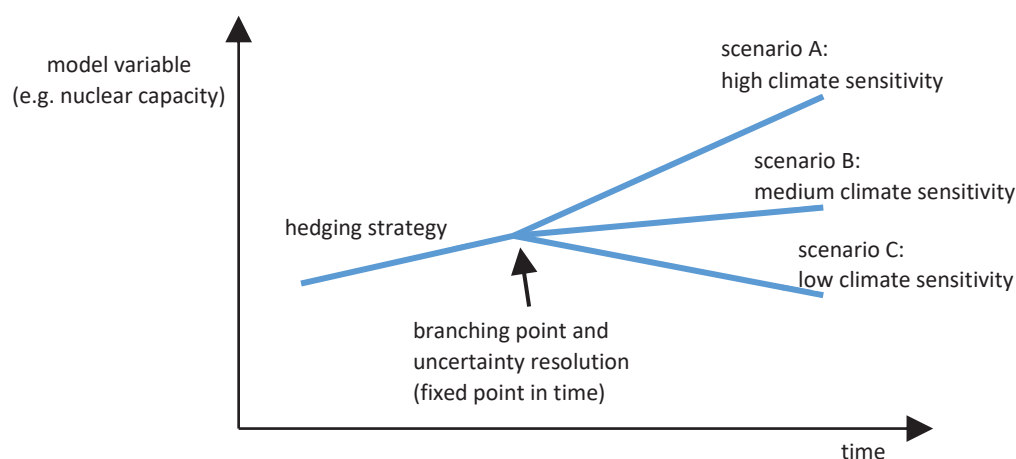 scenario A:
high climate sensitivity
model variable
(e.g. nuclear capacity)
scenario B:
medium climate sensitivity
hedging strategy
scenario C:
low climate sensitivity
branching point and
uncertainty resolution
(fixed point in time)
time